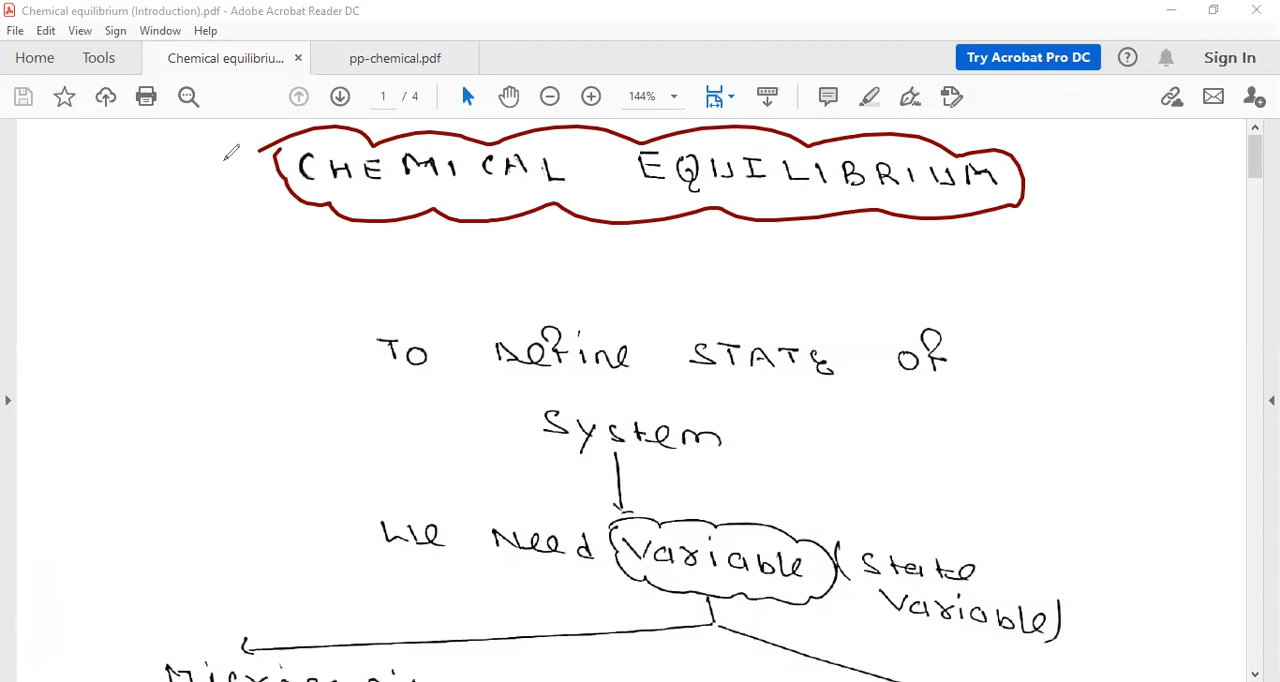 Chemical equilibrium (Introduction).pdf - Adobe Acrobat Reader DC
File Edit View Sign Window Help
Home Tools Chemical equilibriu... × pp-chemical.pdf Try Acrobat Pro DC ? Sign In
1 / 4 144%
CHEMICAL EQUILIBRIUM
TO Define STATE of
System
We Need Variable (State
Variable)